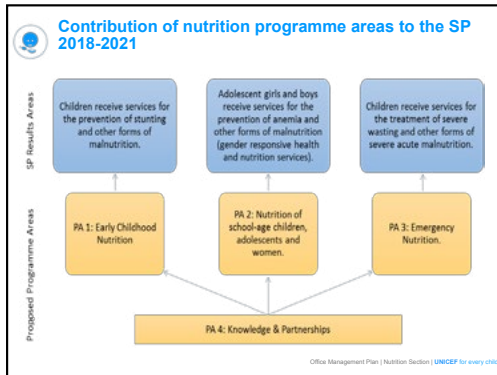 Contribution of nutrition programme areas to the SP
2018-2021
SP Results Areas
Children receive services for
the prevention of stunting
and other forms of
malnutrition.
Adolescent girls and boys
receive services for the
prevention of anemia and
other forms of malnutrition
(gender responsive health
and nutrition services).
Children receive services for
the treatment of severe
wasting and other forms of
severe acute malnutrition.
Proposed Programme Areas
PA 1: Early Childhood
Nutrition
PA 2: Nutrition of
school-age children,
adolescents and
women.
PA 3: Emergency
Nutrition.
PA 4: Knowledge & Partnerships
Office Management Plan | Nutrition Section | UNICEF for every child